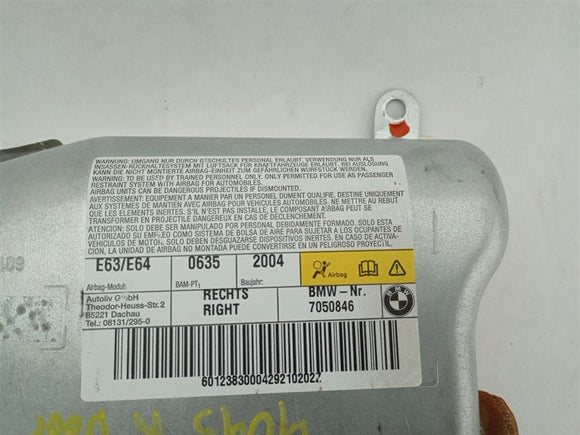 WARNUNG: UMGANG NUR DURCH GESCHULTES PERSONAL ERLAUBT. VERWENDUNG NUR ALS
INSASSEN-RÜCKHALTESYSTEM MIT LUFTSACK FÜR KRAFTFAHRZEUGE ERLAUBT. UNGESCHÜTZT
KANN DIE NICHT MONTIERTE AIRBAG-EINHEIT ZUM GEFÄHRLICHEN WURFSTÜCK WERDEN.
WARNING: TO BE USED BY TRAINED PERSONNEL ONLY. ONLY PERMITTED FOR USE AS PASSENGER
RESTRAINT SYSTEM WITH AIRBAG FOR AUTOMOBILES.
AIRBAG UNITS CAN BE DANGEROUS PROJECTILES IF DISMOUNTED.
AVERTISSEMENT: EQUIPEMENT A MANIER PAR UN PERSONNEL DUMENT QUALIFIE. DESTINE UNIQUEMENT
AUX SYSTEMES DE MAINTIEN AVEC AIRBAG POUR VEHICULES AUTOMOBILES. NE METTRE AU REBUT
QUE LES ELEMENTS INERTES. S'IL N'EST PAS INSTALLE, LE COMPOSANT AIRBAG PEUT SE
TRANSFORMER EN PROJECTILE DANGEREUX EN CAS DE DECLENCHEMENT.
ATENCIÓN: SOLO DEBE SER MANIPULADO POR PERSONAL DEBIDAMENTE CALIFICADO. SOLO ESTA
AUTORIZADO SU EMPLEO COMO SISTEMA DE BOLSA DE AIRE PARA SUJETAR A LOS OCUPANTES DE
VEHICULOS DE MOTOR. SOLO DEBEN DESGUAZARSE DISPOSITIVOS INERTES. EN CASO DE ACTIVA-
CION, LA UNIDAD DE AIRBAG NO MONTADA PUEDE CONVERTIRSE EN UN PELIGROSO PROYECTIL
E63/E64 0635 2004 Airbag
Airbag-Modul: BAM-PT1 Baujahr:
Autoliv GmbH RECHTS BMW-Nr.
Theodor-Heuss-Str.2 RIGHT 7050846
85221 Dachau
Tel.: 08131/295-0
BMW
60123830004292102027
4045 R Door